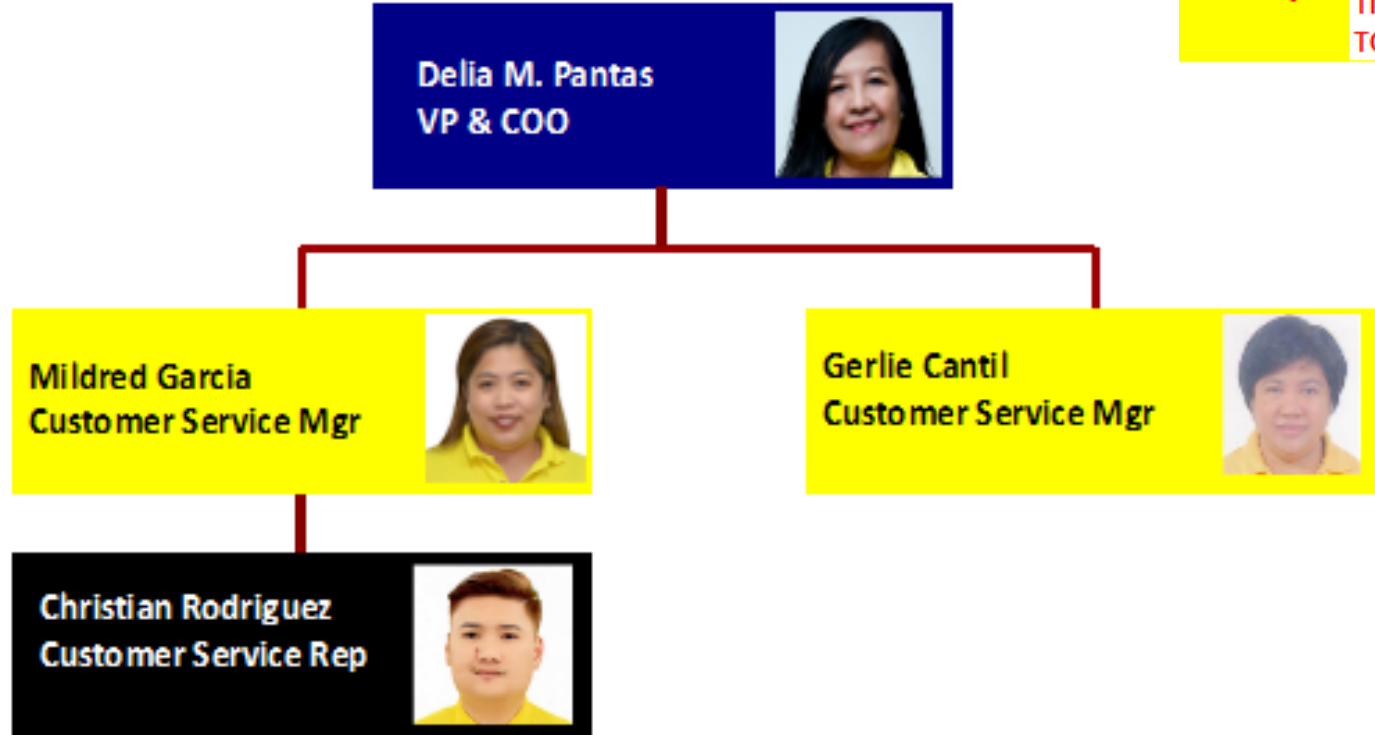 Delia M. Pantas
VP & COO
Mildred Garcia
Customer Service Mgr
Gerlie Cantil
Customer Service Mgr
Christian Rodriguez
Customer Service Rep